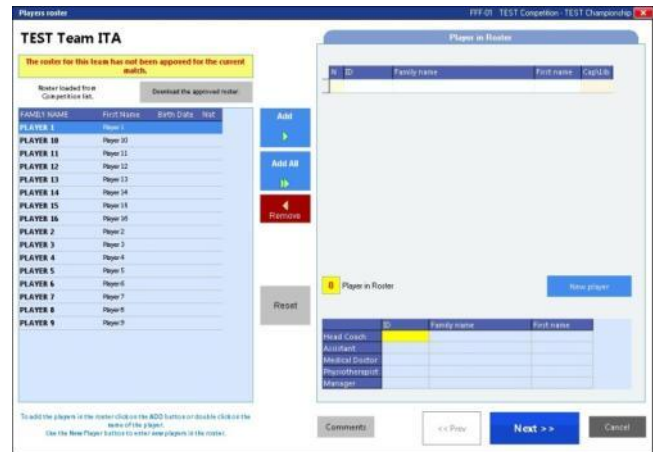 Players roster
FFF-01 TEST Competition - TEST Championship
TEST Team ITA
The roster for this team has not been appoved for the current
match.
Roster loaded from
Competition list.
Download the approved roster.
FAMILY NAME First Name Birth Date Nat
PLAYER 1 Player 1
PLAYER 10 Player 10
PLAYER 11 Player 11
PLAYER 12 Player 12
PLAYER 13 Player 13
PLAYER 14 Player 14
PLAYER 15 Player 15
PLAYER 16 Player 16
PLAYER 2 Player 2
PLAYER 3 Player 3
PLAYER 4 Player 4
PLAYER 5 Player 5
PLAYER 6 Player 6
PLAYER 7 Player 7
PLAYER 8 Player 8
PLAYER 9 Player 9
To add the players in the roster click on the ADD button or double click on the
name of the player.
Use the New Player button to enter new players in the roster.
Add
Add All
Remove
Reset
Player in Roster
N ID Family name First name Cap\Lib
0 Player in Roster
New player
ID Family name First name
Head Coach
Assistant
Medical Doctor
Physiotherapist
Manager
Comments
<< Prev
Next >>
Cancel